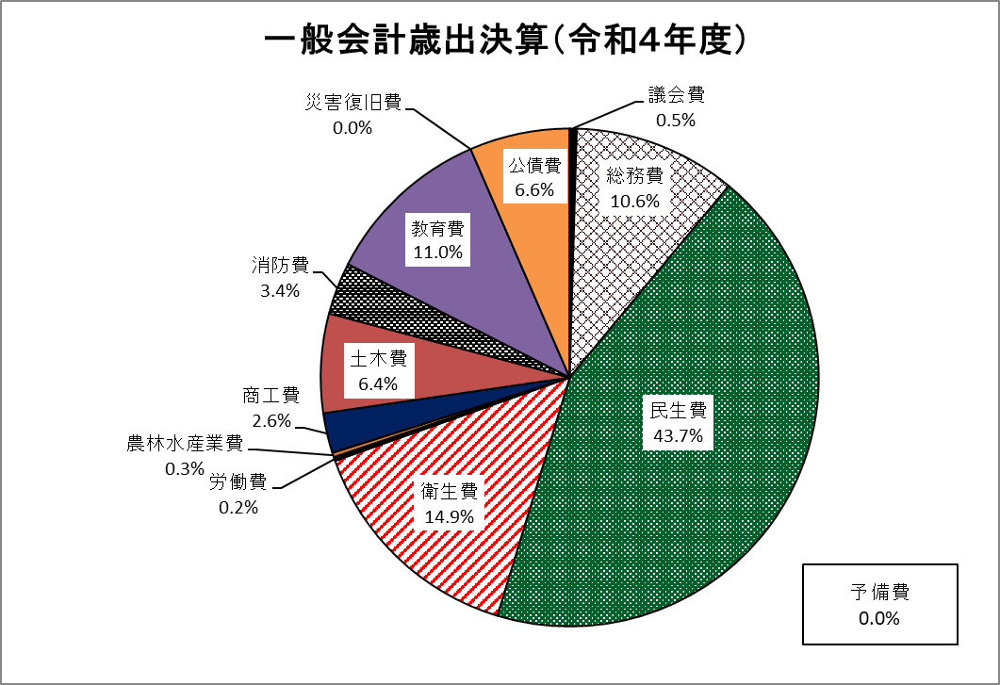 一般会計歳出決算（令和４年度）
議会費
0.5%
総務費
10.6%
民生費
43.7%
衛生費
14.9%
労働費
0.2%
農林水産業費
0.3%
商工費
2.6%
土木費
6.4%
消防費
3.4%
教育費
11.0%
災害復旧費
0.0%
公債費
6.6%
予備費
0.0%